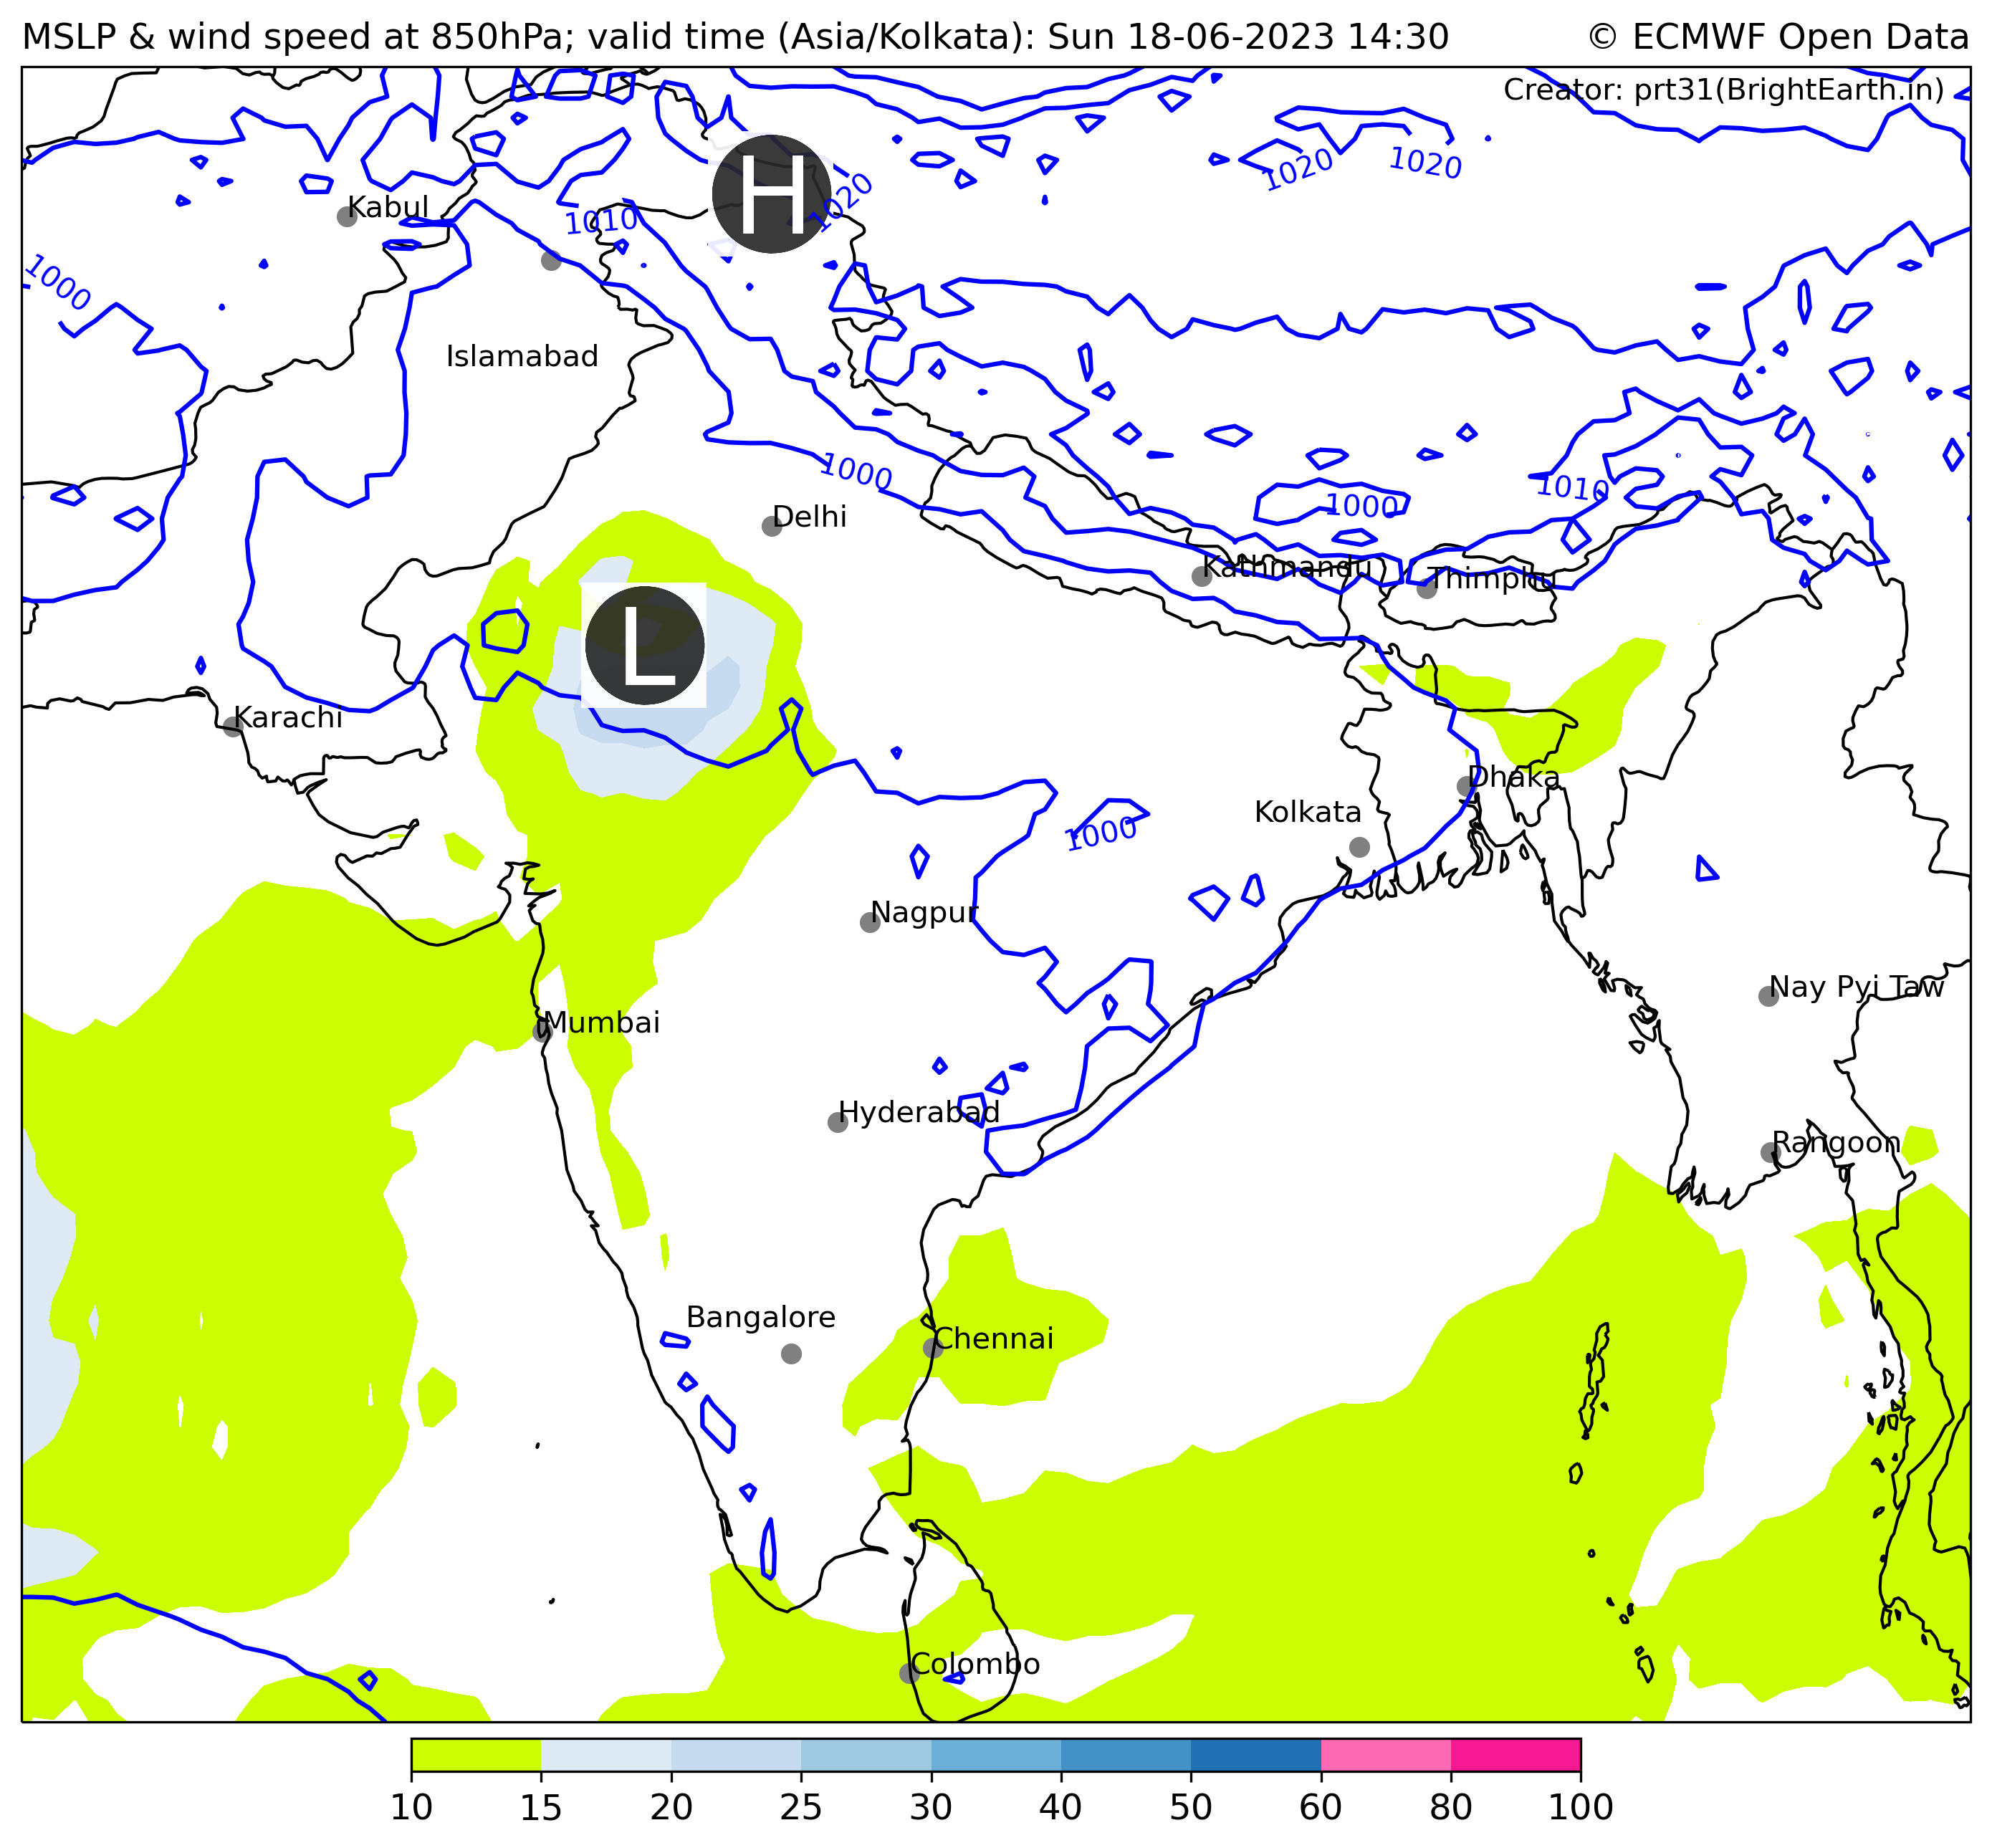 MSLP & wind speed at 850hPa; valid time (Asia/Kolkata): Sun 18-06-2023 14:30
© ECMWF Open Data
Creator: prt31(BrightEarth.in)
H
1020
1020
1020
Kabul
1010
1000
Islamabad
1000
Delhi
1000
1010
Kathmandu
Thimphu
L
Karachi
Dhaka
Kolkata
1000
Nagpur
Nay Pyi Taw
Mumbai
Hyderabad
Rangoon
Bangalore
Chennai
Colombo
10 15 20 25 30 40 50 60 80 100